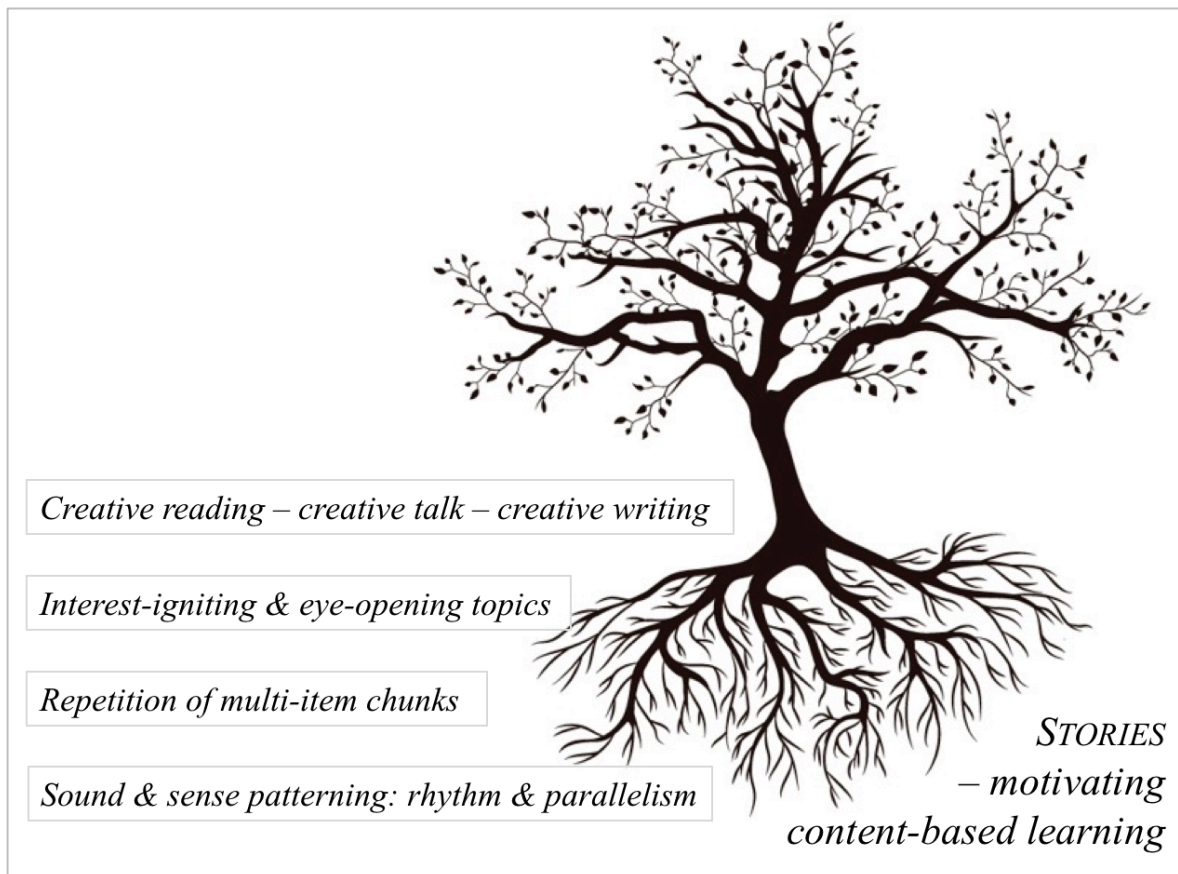 Creative reading – creative talk – creative writing
Interest-igniting & eye-opening topics
Repetition of multi-item chunks
Sound & sense patterning: rhythm & parallelism
STORIES
– motivating
content-based learning